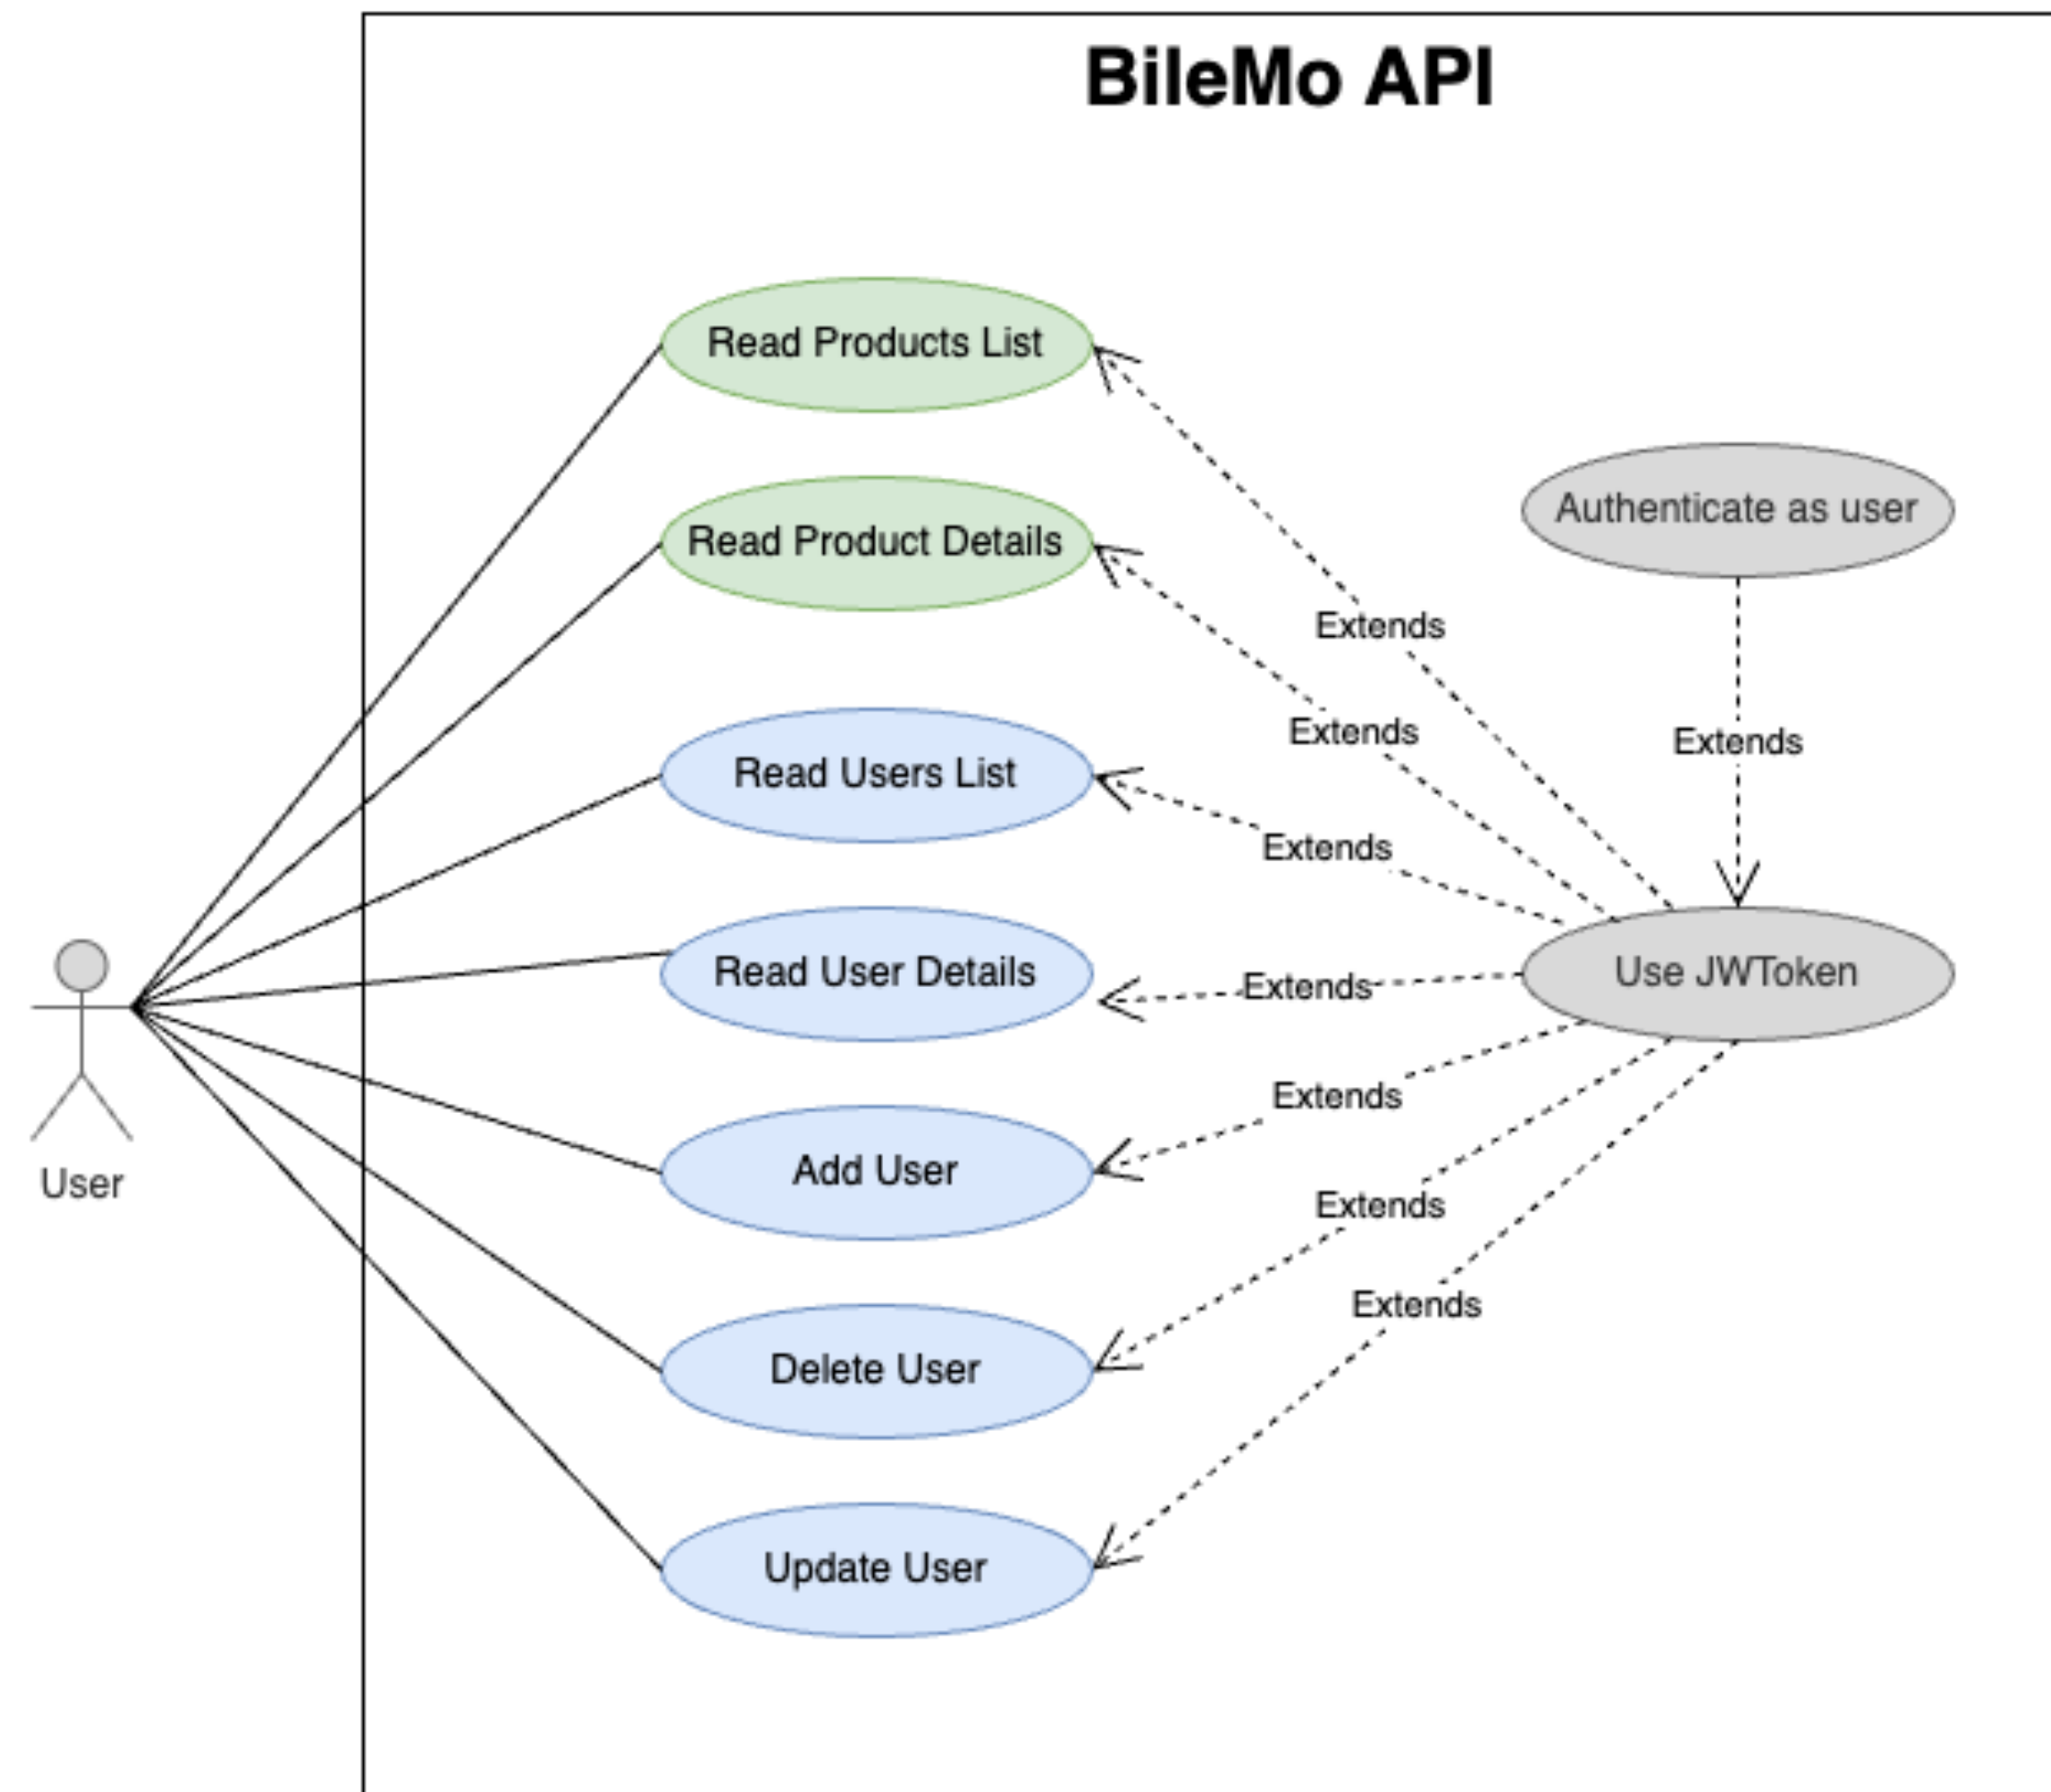 BileMo API
Read Products List
Authenticate as user
Read Product Details
Extends
Extends
Extends
Read Users List
Extends
Read User Details
Extends
Use JWToken
Extends
Add User
User
Extends
Extends
Delete User
Update User